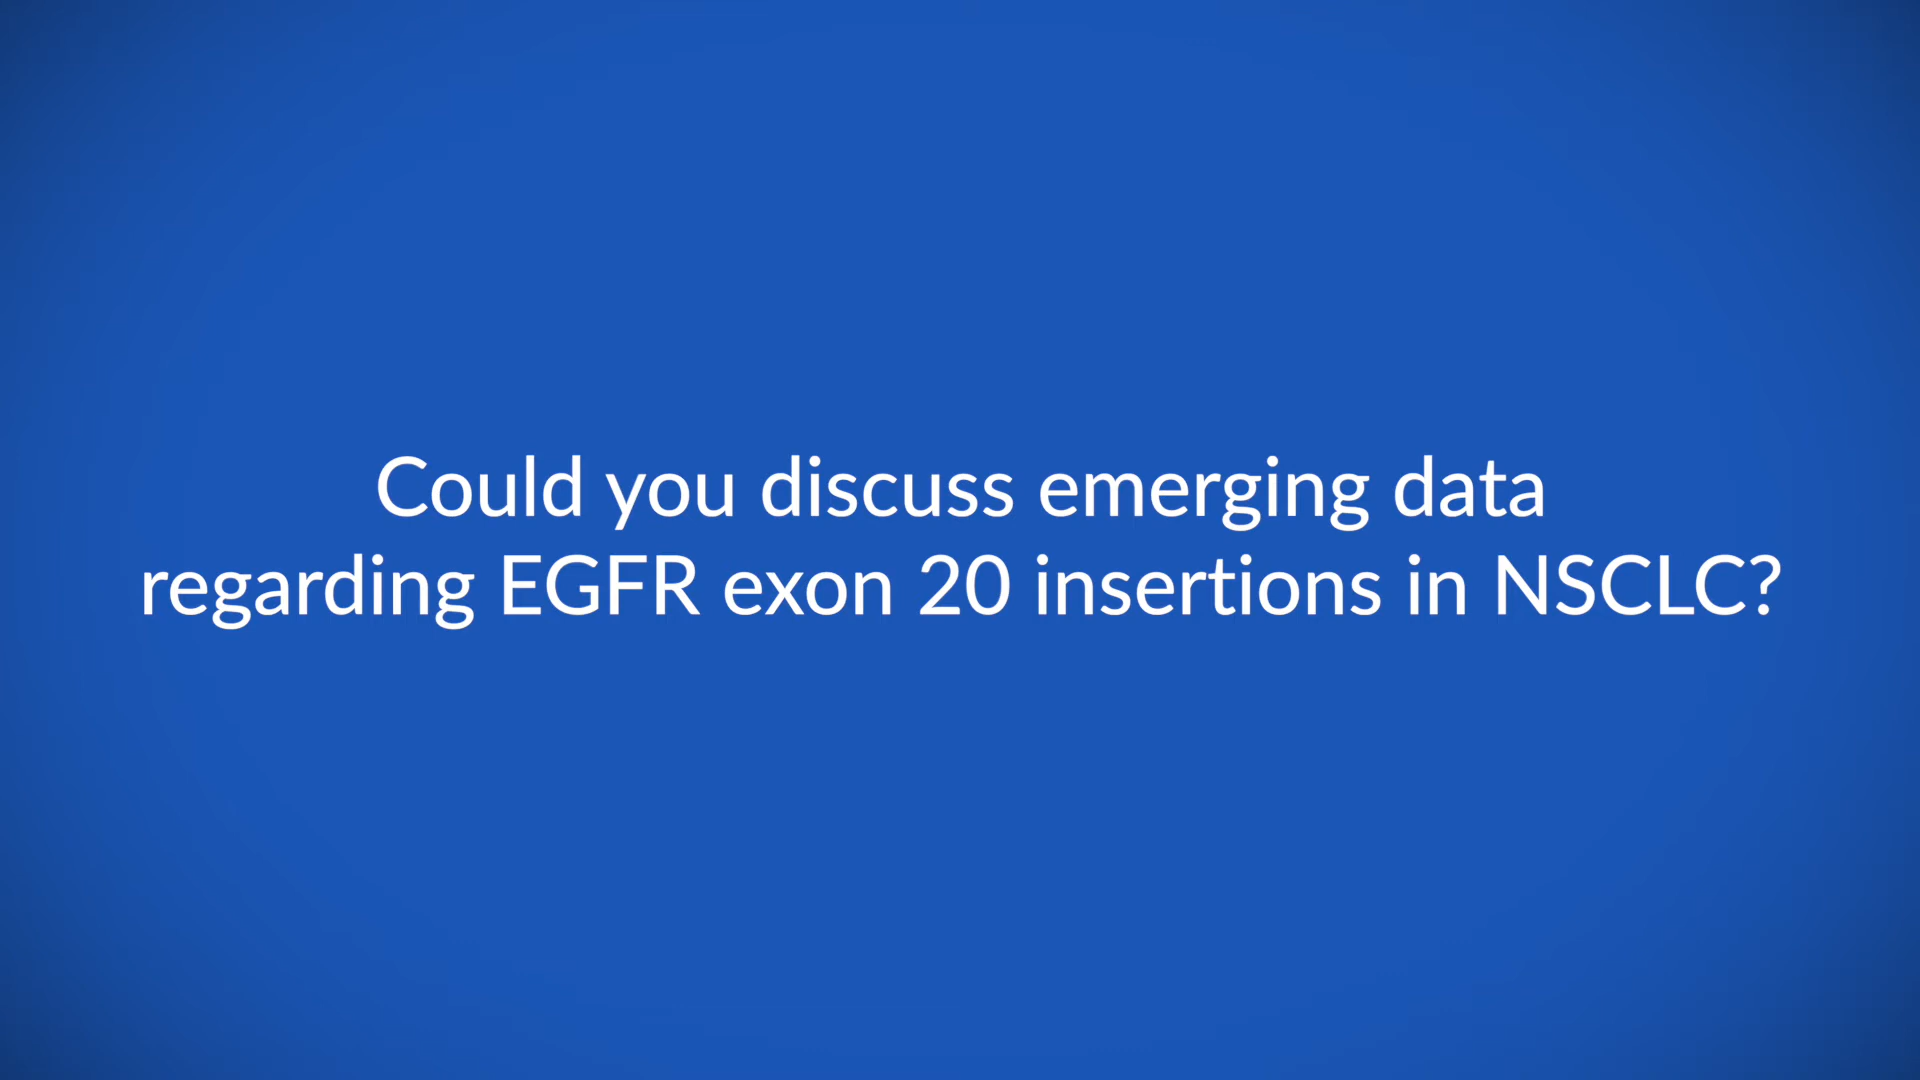 Could you discuss emerging data
regarding EGFR exon 20 insertions in NSCLC?